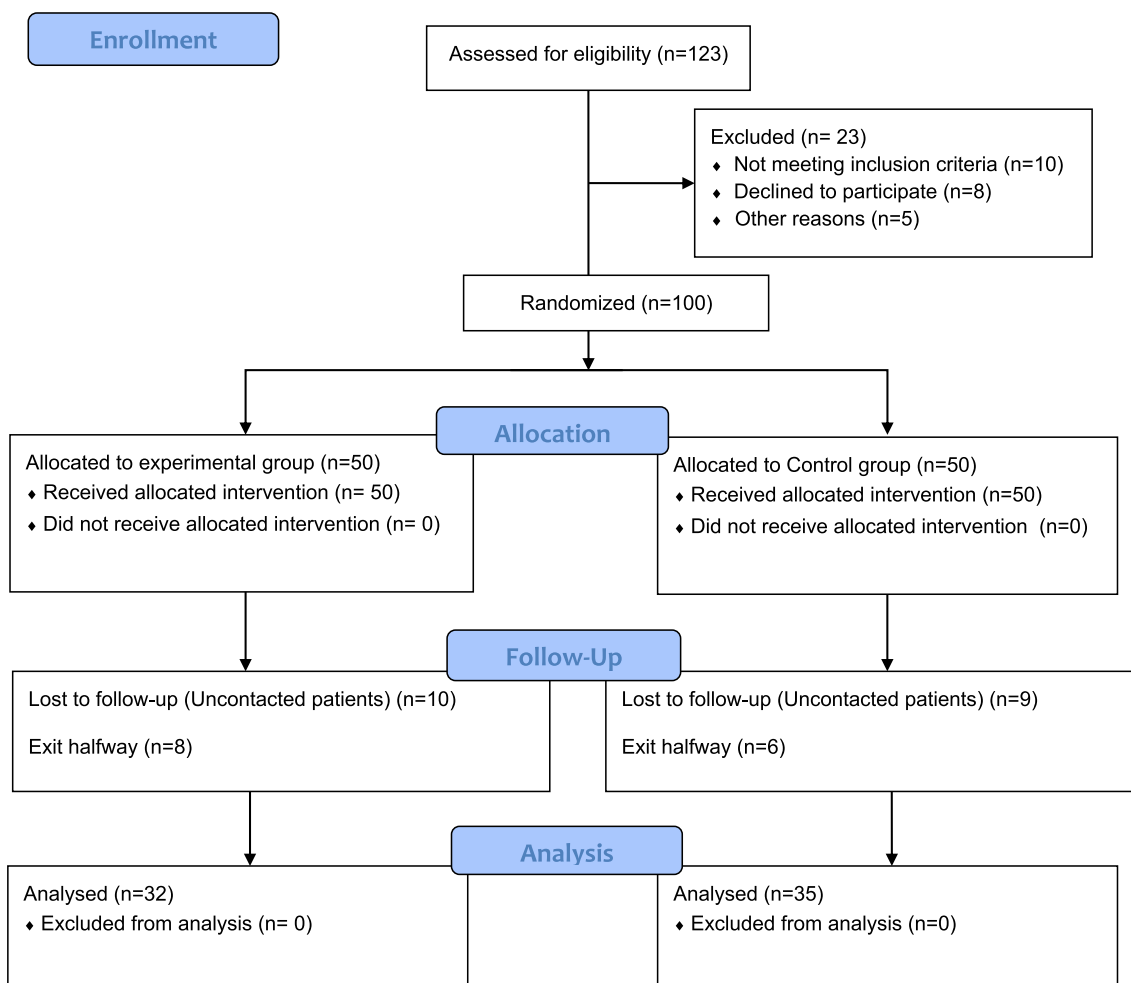 Enrollment
Assessed for eligibility (n=123)
Excluded (n= 23)
♦ Not meeting inclusion criteria (n=10)
♦ Declined to participate (n=8)
♦ Other reasons (n=5)
Randomized (n=100)
Allocation
Allocated to experimental group (n=50)
♦ Received allocated intervention (n= 50)
♦ Did not receive allocated intervention (n= 0)
Allocated to Control group (n=50)
♦ Received allocated intervention (n=50)
♦ Did not receive allocated intervention (n=0)
Follow-Up
Lost to follow-up (Uncontacted patients) (n=10)
Exit halfway (n=8)
Lost to follow-up (Uncontacted patients) (n=9)
Exit halfway (n=6)
Analysis
Analysed (n=32)
♦ Excluded from analysis (n= 0)
Analysed (n=35)
♦ Excluded from analysis (n=0)